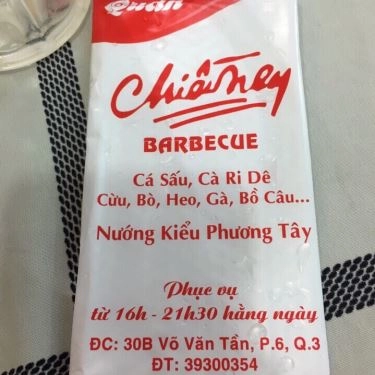 Quán
Chiêu Ney
BARBECUE
Cá Sấu, Cà Ri Dê
Cừu, Bò, Heo, Gà, Bồ Câu...
Nướng Kiểu Phương Tây
Phục vụ
từ 16h - 21h30 hằng ngày
ĐC: 30B Võ Văn Tần, P.6, Q.3
ĐT: 39300354